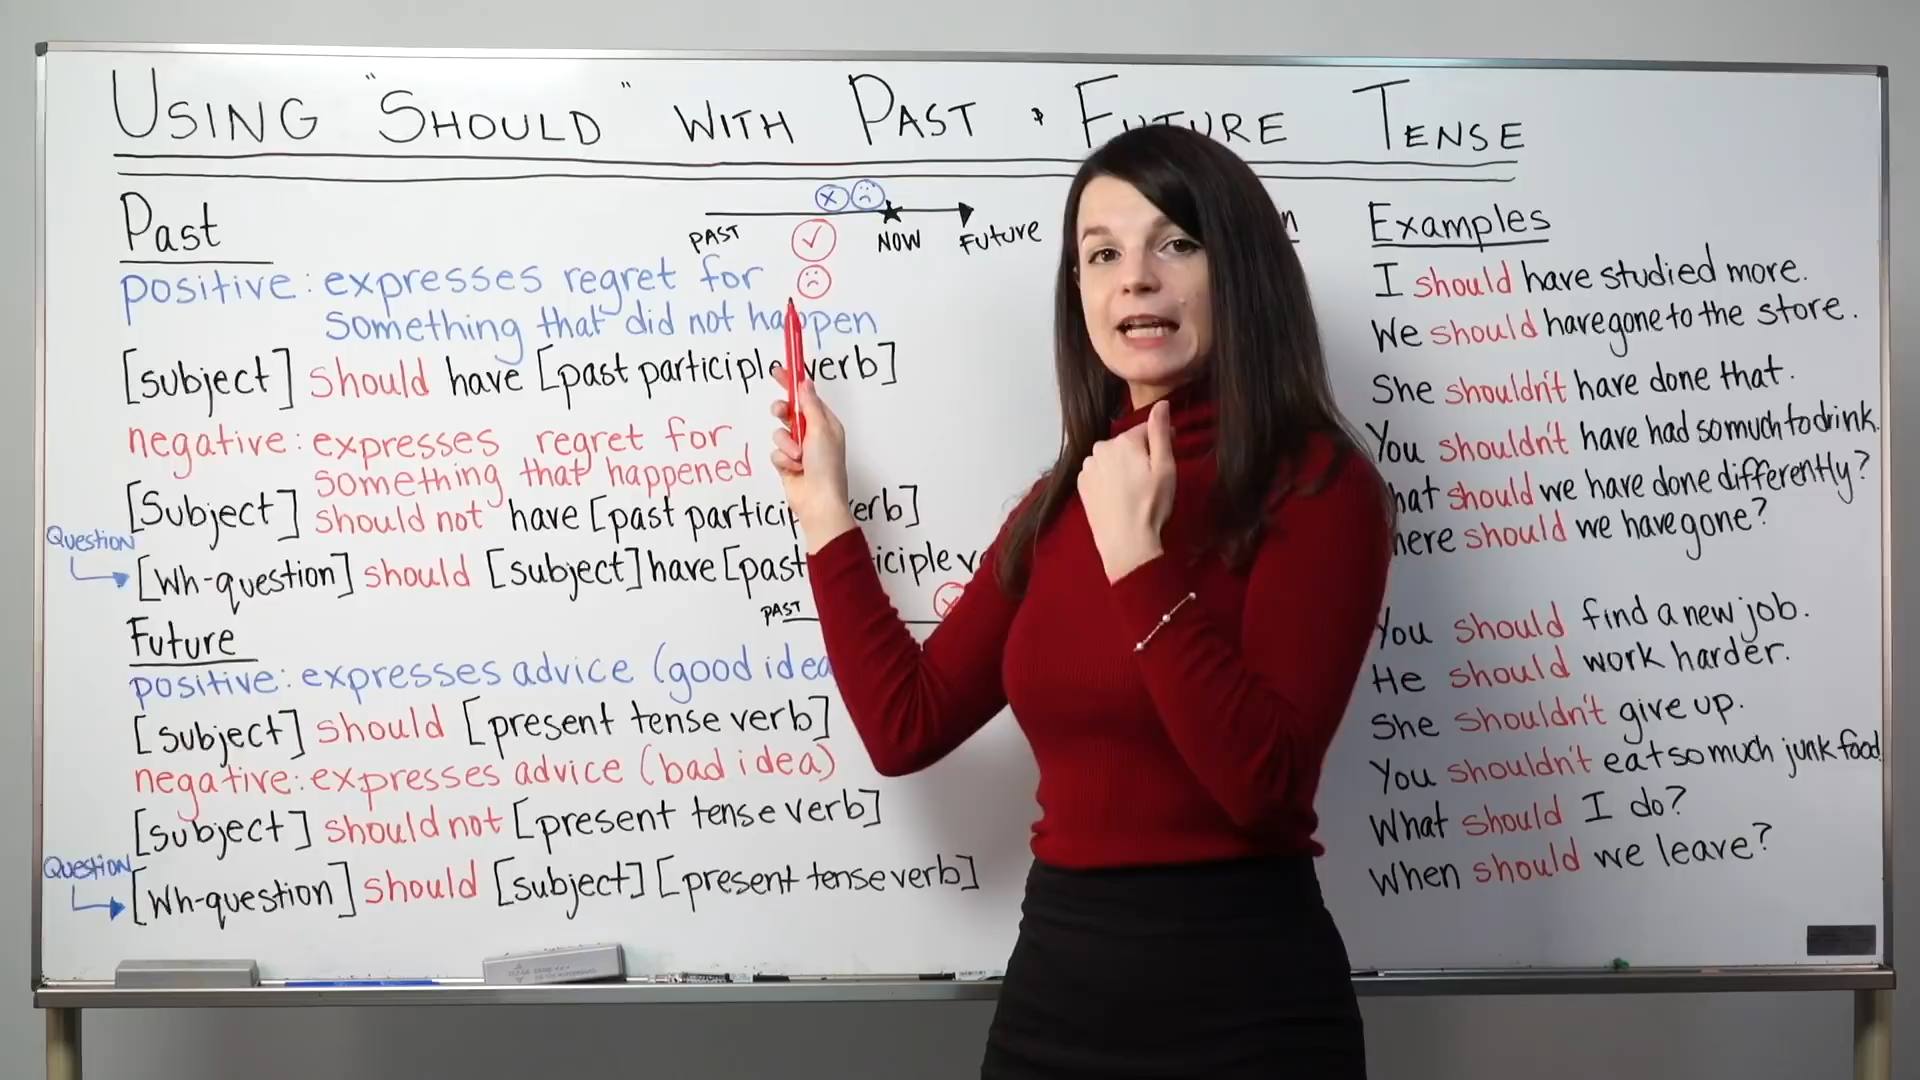 USING "SHOULD" WITH PAST & FUTURE TENSE
Past
PAST
NOW
FUTURE
positive: expresses regret for
something that did not happen
[subject] should have [past participle verb]
negative: expresses regret for
something that happened
[Subject] should not have [past particip verb]
Question
[Wh-question] should [subject] have [past participle v
PAST
Future
positive: expresses advice (good idea
[subject] should [present tense verb]
negative: expresses advice (bad idea)
[subject] should not [present tense verb]
Question
[Wh-question] should [subject] [present tense verb]
Examples
I should have studied more.
We should have gone to the store.
She shouldn't have done that.
You shouldn't have had so much to drink.
hat should we have done differently?
here should we have gone?
You should find a new job.
He should work harder.
She shouldn't give up.
You shouldn't eat so much junk food.
What should I do?
When should we leave?